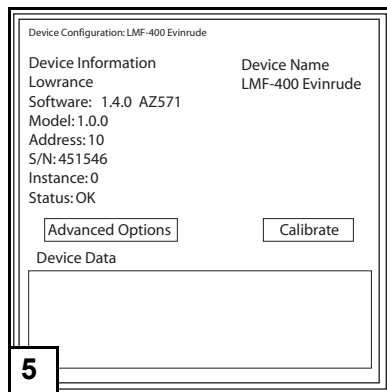 Device Configuration: LMF-400 Evinrude
Device Information
Lowrance
Software: 1.4.0 AZ571
Model: 1.0.0
Address: 10
S/N: 451546
Instance: 0
Status: OK
Device Name
LMF-400 Evinrude
Advanced Options
Calibrate
Device Data
5